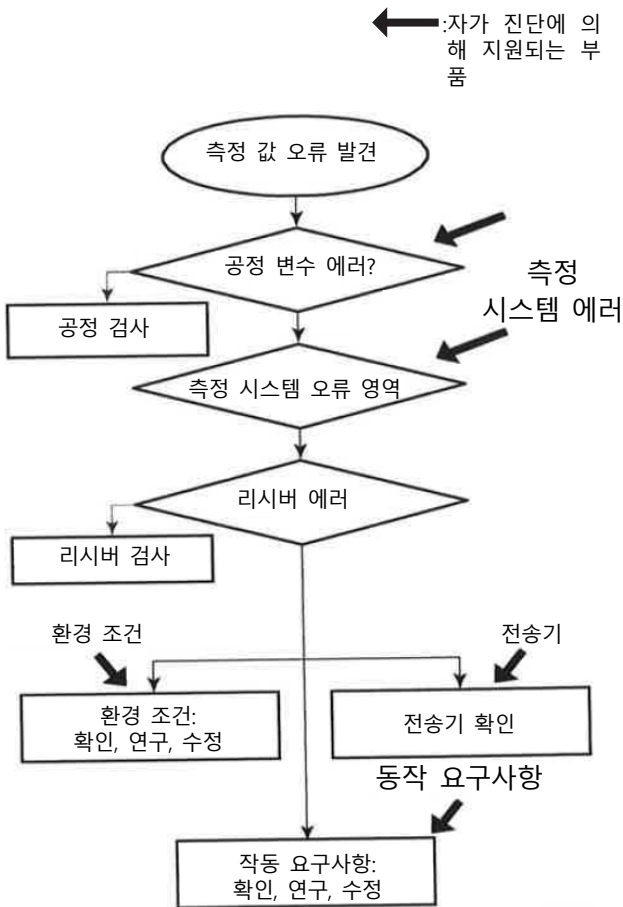 :자가 진단에 의
해 지원되는 부
품
측정 값 오류 발견
공정 변수 에러?
측정
시스템 에러
공정 검사
측정 시스템 오류 영역
리시버 에러
리시버 검사
환경 조건
전송기
환경 조건:
확인, 연구, 수정
전송기 확인
동작 요구사항
작동 요구사항:
확인, 연구, 수정